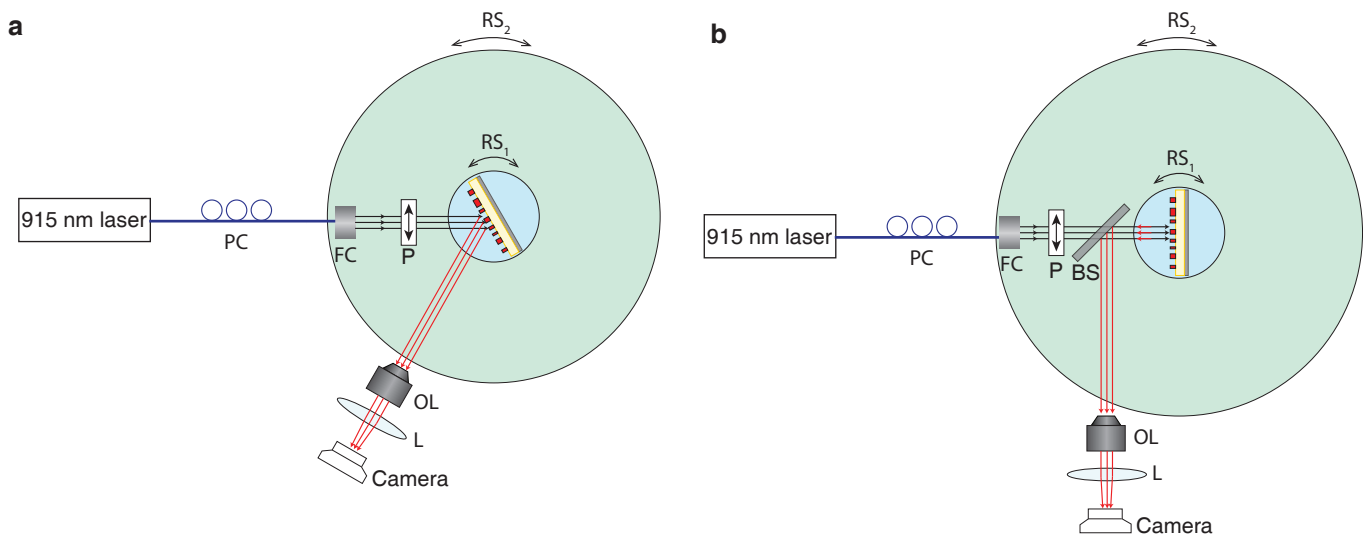 a
RS2
RS1
915 nm laser
PC
FC
P
OL
L
Camera
b
RS2
RS1
915 nm laser
PC
FC
P
BS
OL
L
Camera